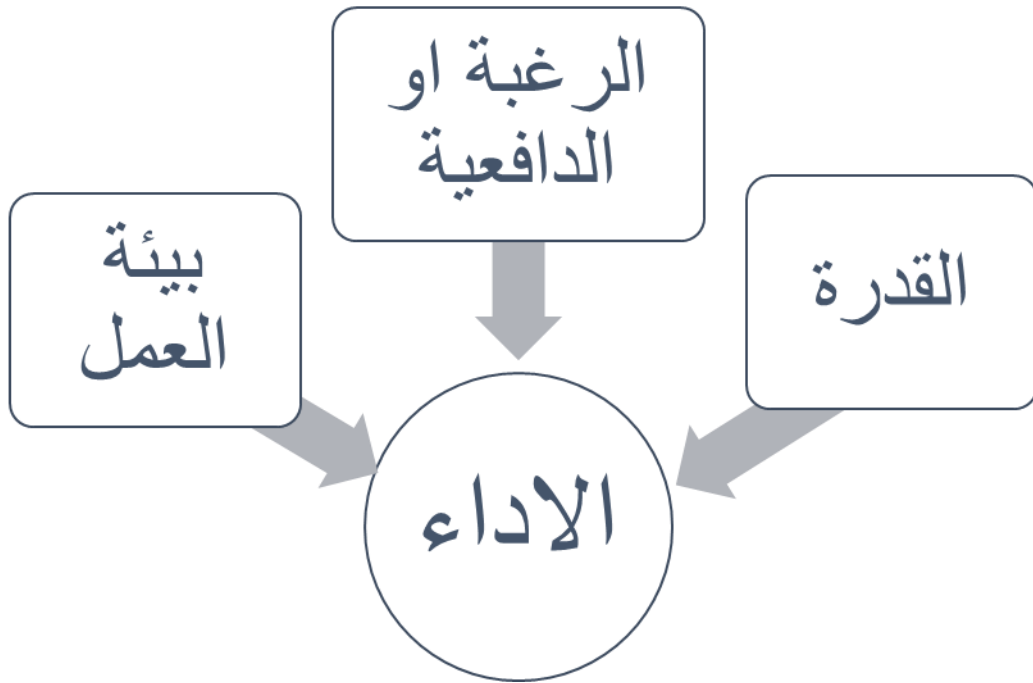 الرغبة او
الدافعية
القدرة
بيئة
العمل
الاداء